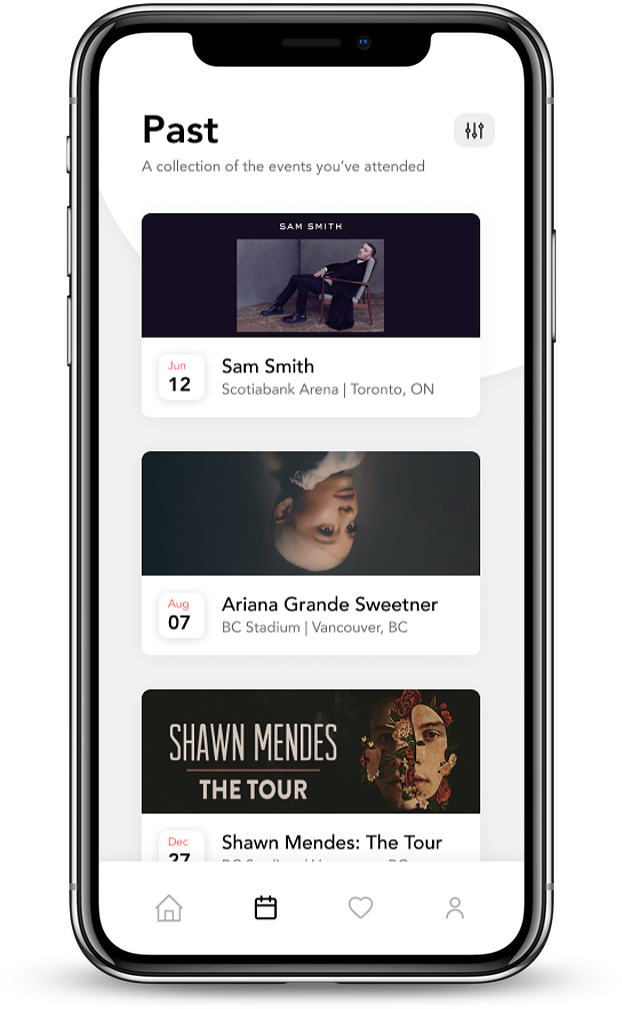 Past
A collection of the events you've attended
SAM SMITH
Jun
12
Sam Smith
Scotiabank Arena | Toronto, ON
Aug
07
Ariana Grande Sweetner
BC Stadium | Vancouver, BC
SHAWN MENDES
THE TOUR
Dec
27
Shawn Mendes: The Tour